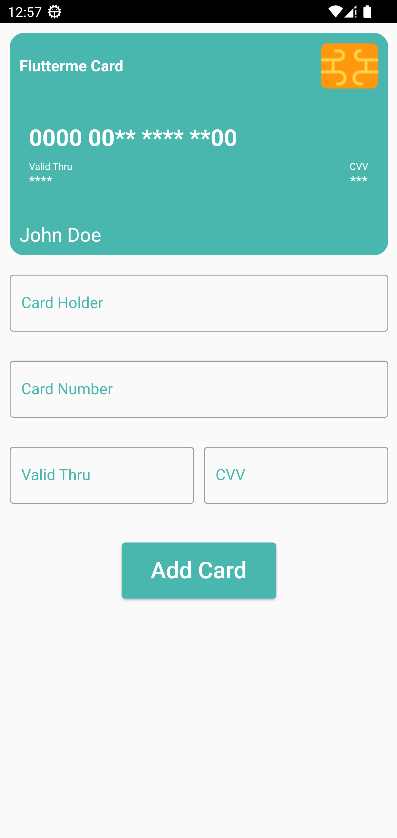 12:57
Flutterme Card
0000 00** **** **00
Valid Thru
CVV
****
***
John Doe
Card Holder
Card Number
Valid Thru
CVV
Add Card